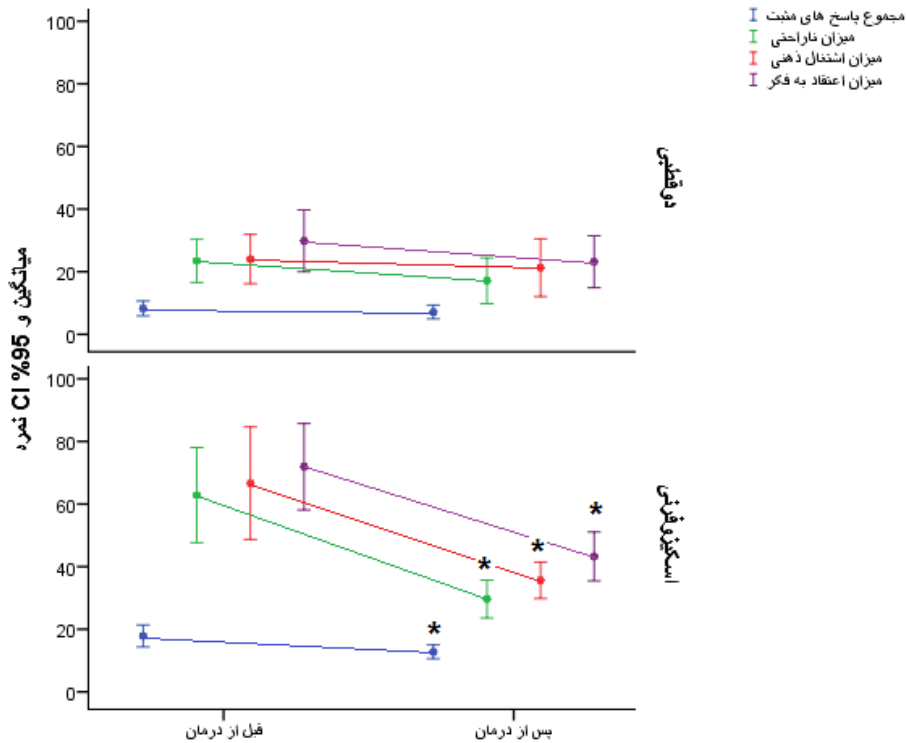 مجموع پاسخ های مثبت
میزان ناراحتی
میزان اشتغال ذهنی
میزان اعتقاد به فکر
میانگین و 95% CI نمره
100
80
60
40
20
0
دوقطبی
100
80
60
40
20
0
*
*
*
*
اسکیزوفرنی
قبل از درمان
پس از درمان